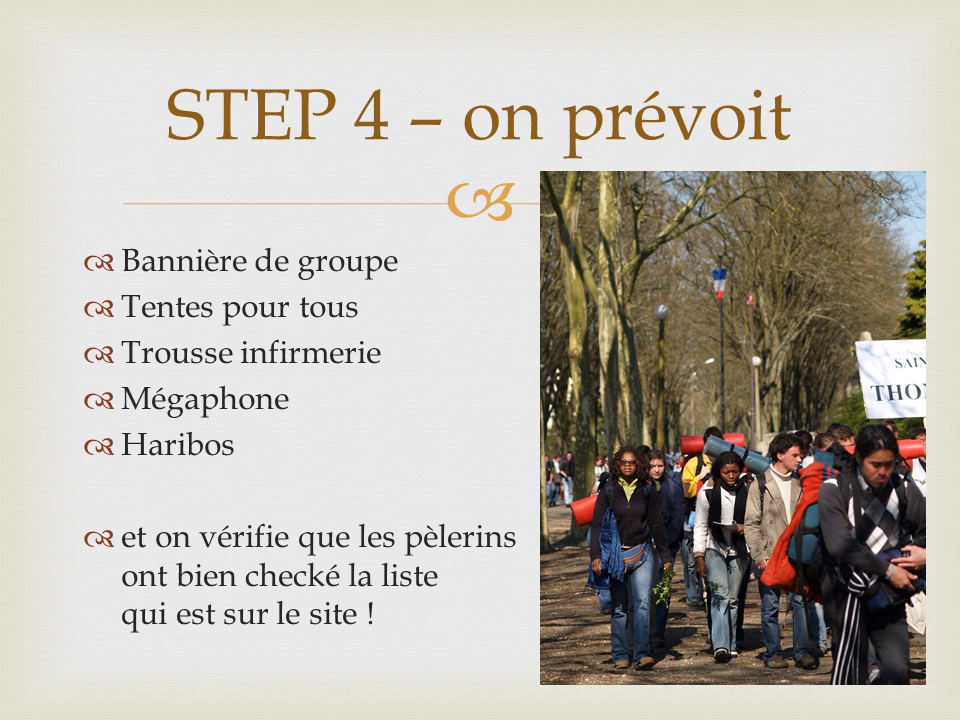 STEP 4 – on prévoit
Bannière de groupe
Tentes pour tous
Trousse infirmerie
Mégaphone
Haribos
et on vérifie que les pèlerins
ont bien checké la liste
qui est sur le site !
SAIN
THO